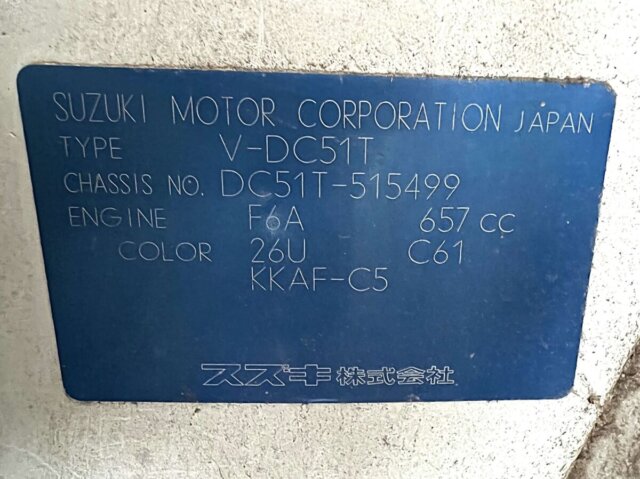 SUZUKI MOTOR CORPORATION JAPAN
TYPE V-DC51T
CHASSIS NO. DC51T-515499
ENGINE F6A 657 CC
COLOR 26U C61
KKAF-C5
スズキ株式会社